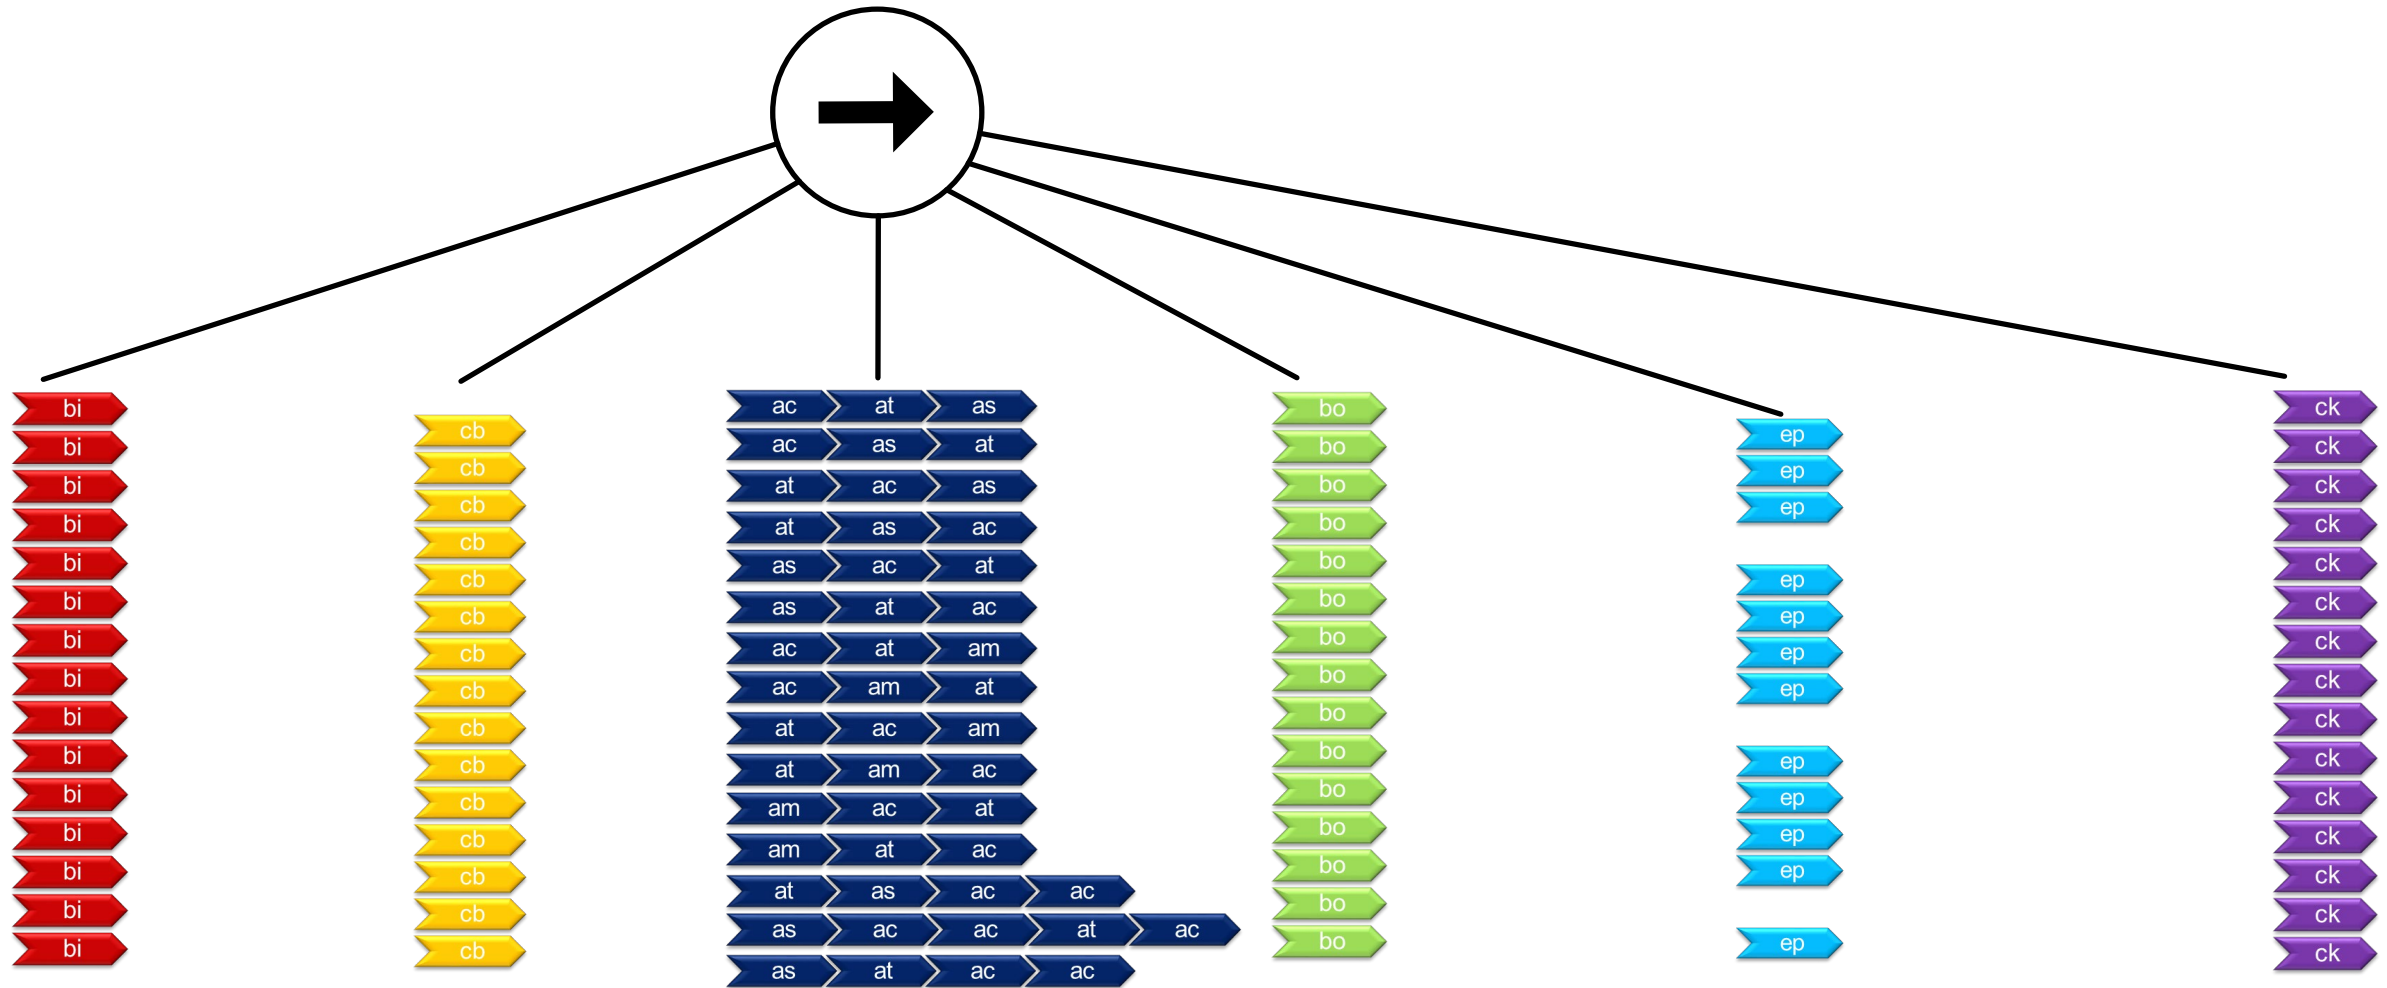 bi cb ac at as bo ep ck
bi cb ac as at bo ep ck
bi cb at ac as bo ep ck
bi cb at as ac bo ck
bi cb as ac at bo ep ck
bi cb as at ac bo ep ck
bi cb ac at am bo ep ck
bi cb ac am at bo ep ck
bi cb at ac am bo ck
bi cb at am ac bo ep ck
bi cb am ac at bo ep ck
bi cb am at ac bo ep ck
bi cb at as ac ac bo ep ck
bi cb as ac ac at ac bo ck
bi cb as at ac ac bo ep ck